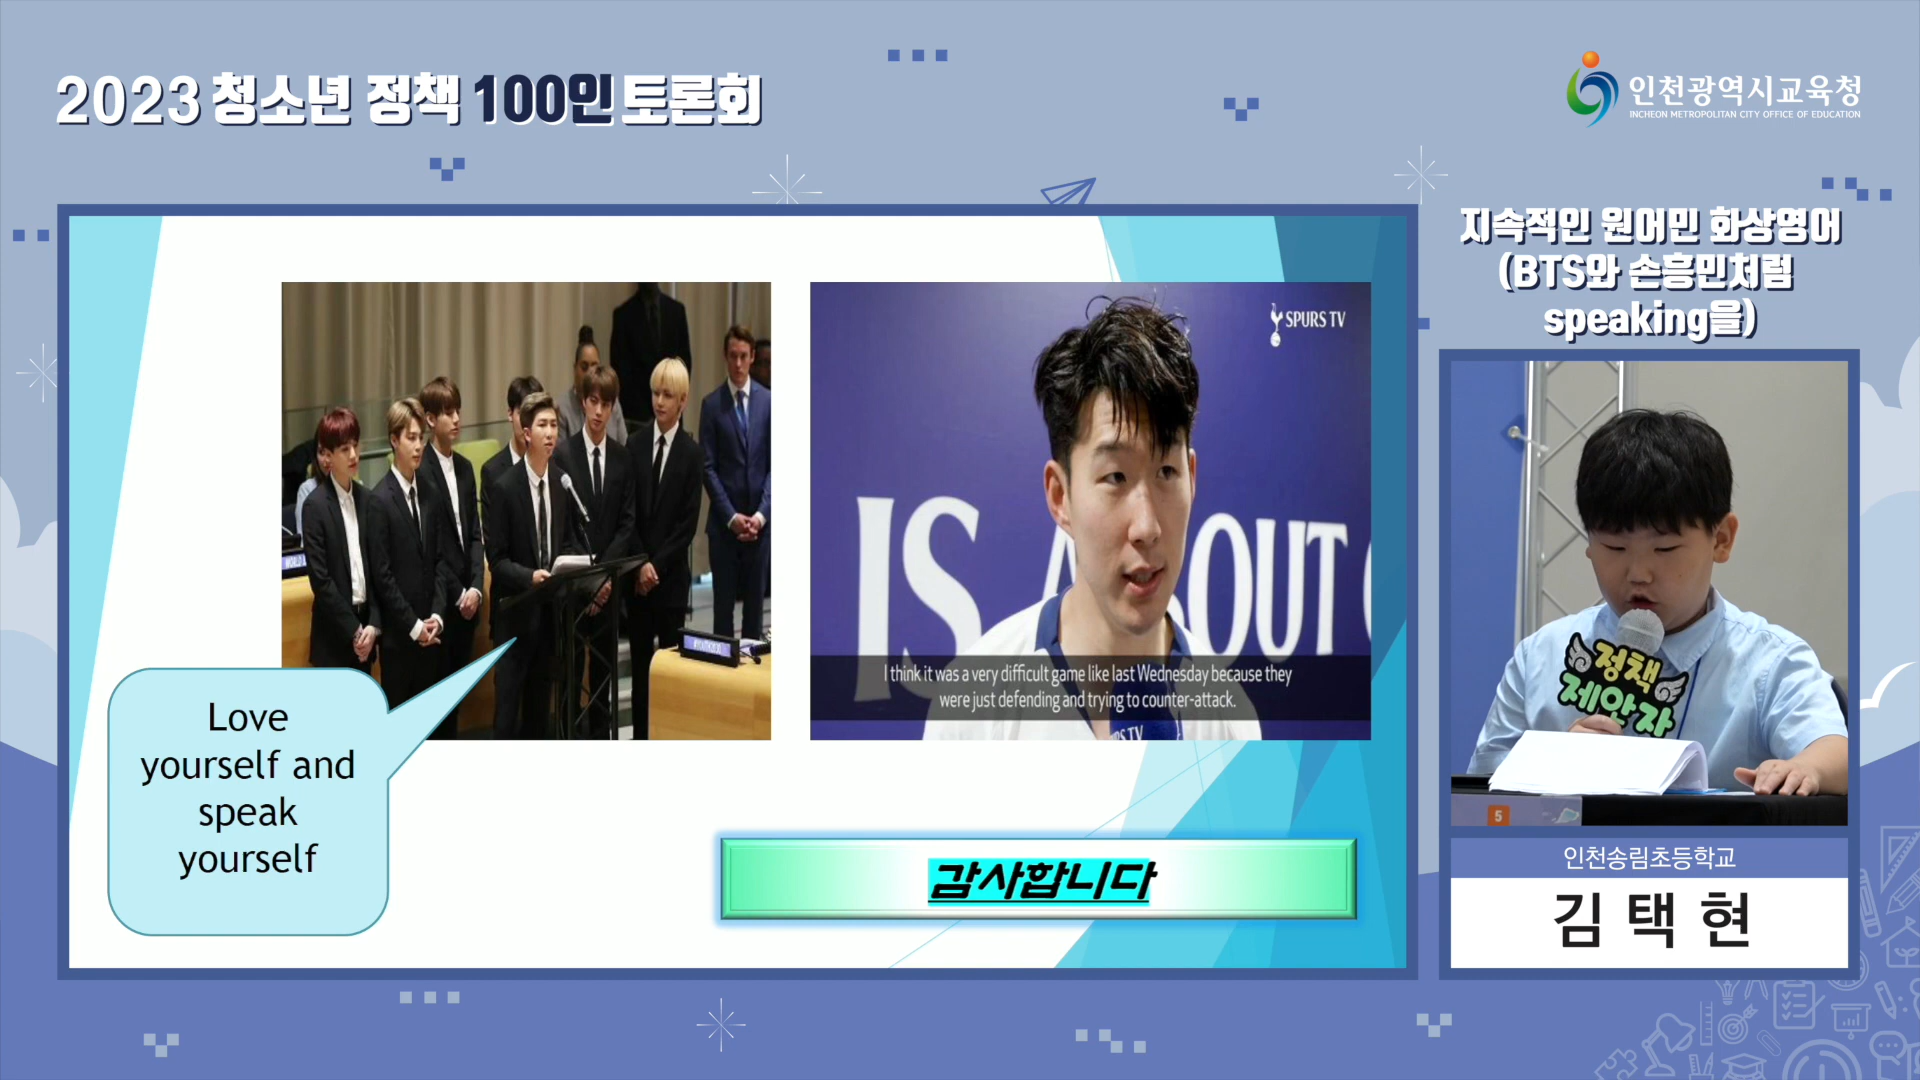 2023 청소년 정책 100인 토론회
인천광역시교육청
INCHEON METROPOLITAN CITY OFFICE OF EDUCATION
지속적인 원어민 화상영어
(BTS와 손흥민처럼
speaking을)
SPURS TV
IS ABOUT
I think it was a very difficult game like last Wednesday because they
were just defending and trying to counter-attack.
Love
yourself and
speak
yourself
감사합니다
정책
제안자
5
인천송림초등학교
김택현